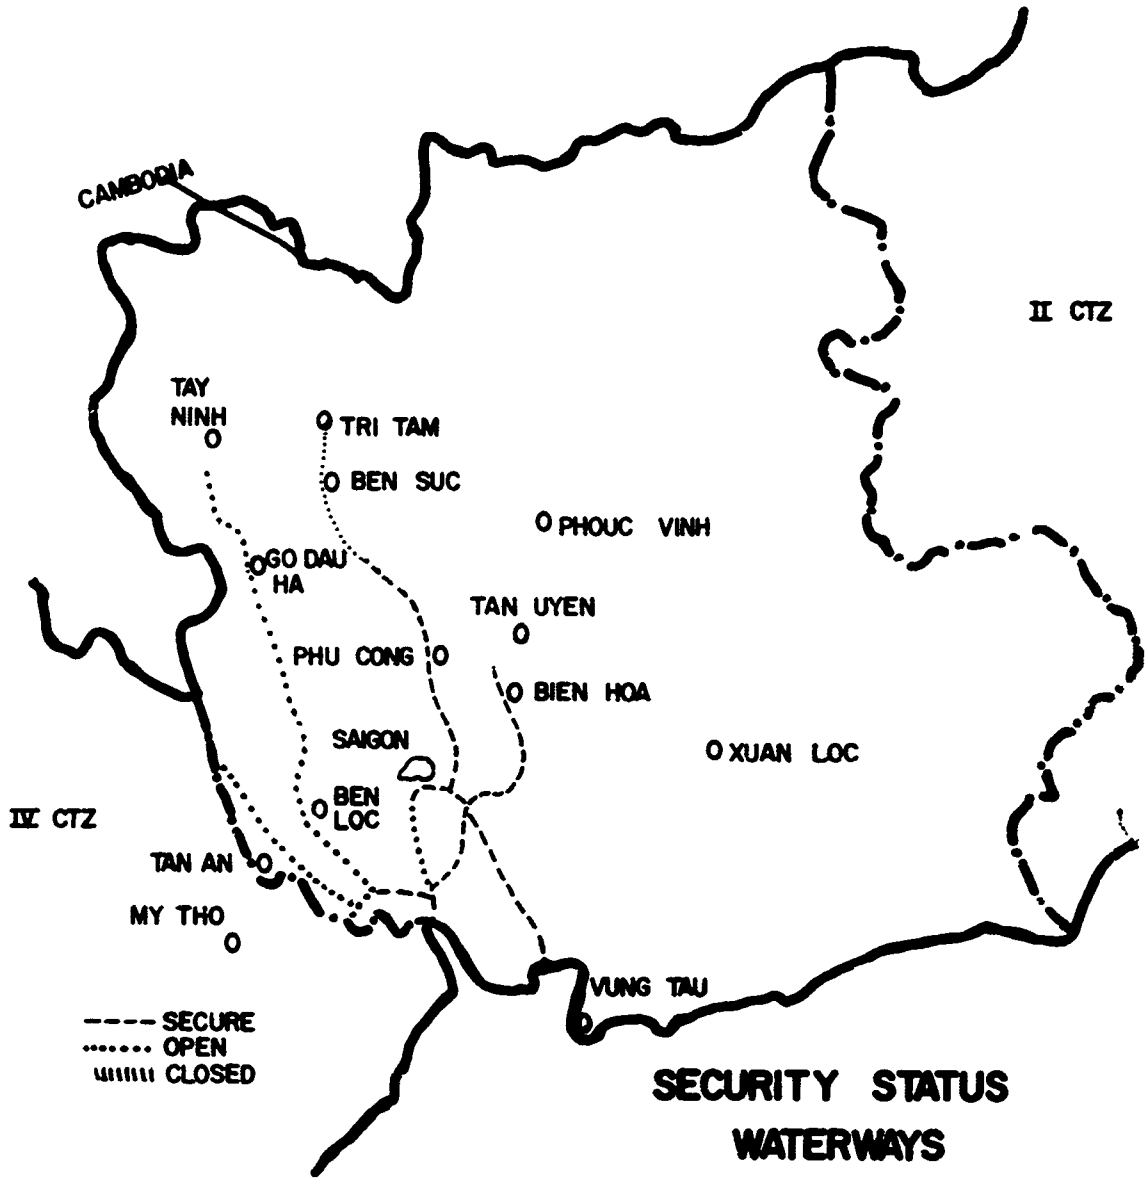 CAMBODIA
II CTZ
TAY
NINH
TRI TAM
BEN SUC
PHOUC VINH
GO DAU
HA
TAN UYEN
PHU CONG
BIEN HOA
SAIGON
XUAN LOC
BEN
LOC
IV CTZ
TAN AN
MY THO
VUNG TAU
SECURE
OPEN
CLOSED
SECURITY STATUS
WATERWAYS